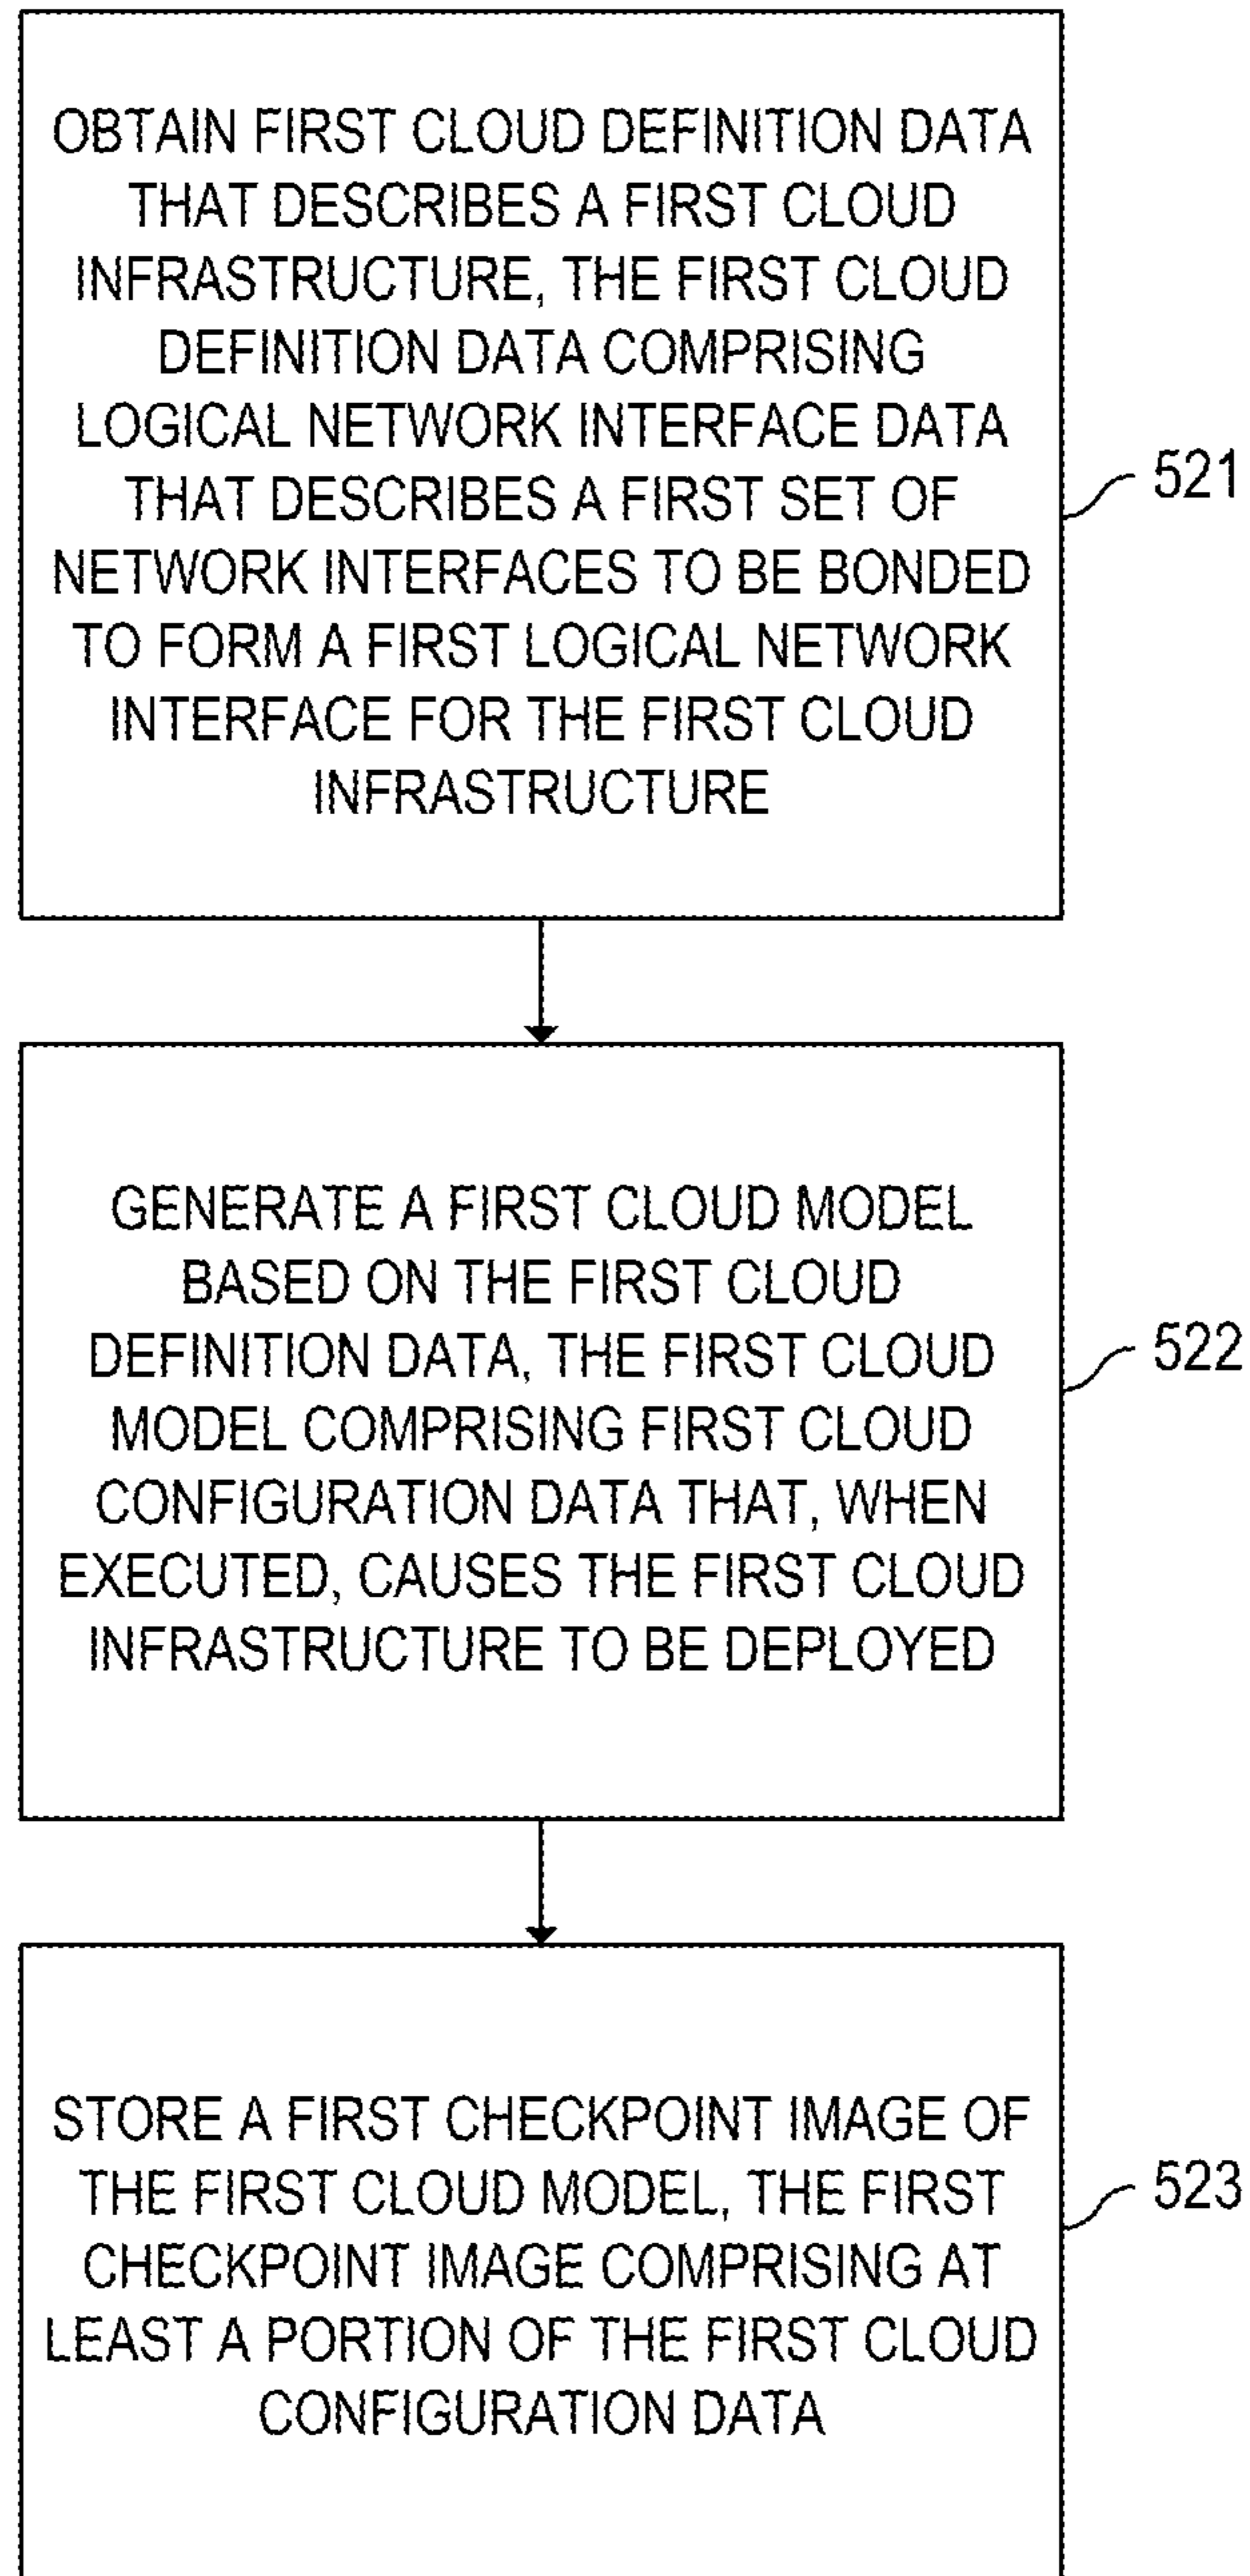 OBTAIN FIRST CLOUD DEFINITION DATA
THAT DESCRIBES A FIRST CLOUD
INFRASTRUCTURE, THE FIRST CLOUD
DEFINITION DATA COMPRISING
LOGICAL NETWORK INTERFACE DATA
THAT DESCRIBES A FIRST SET OF
NETWORK INTERFACES TO BE BONDED
TO FORM A FIRST LOGICAL NETWORK
INTERFACE FOR THE FIRST CLOUD
INFRASTRUCTURE
521
GENERATE A FIRST CLOUD MODEL
BASED ON THE FIRST CLOUD
DEFINITION DATA, THE FIRST CLOUD
MODEL COMPRISING FIRST CLOUD
CONFIGURATION DATA THAT, WHEN
EXECUTED, CAUSES THE FIRST CLOUD
INFRASTRUCTURE TO BE DEPLOYED
522
STORE A FIRST CHECKPOINT IMAGE OF
THE FIRST CLOUD MODEL, THE FIRST
CHECKPOINT IMAGE COMPRISING AT
LEAST A PORTION OF THE FIRST CLOUD
CONFIGURATION DATA
523